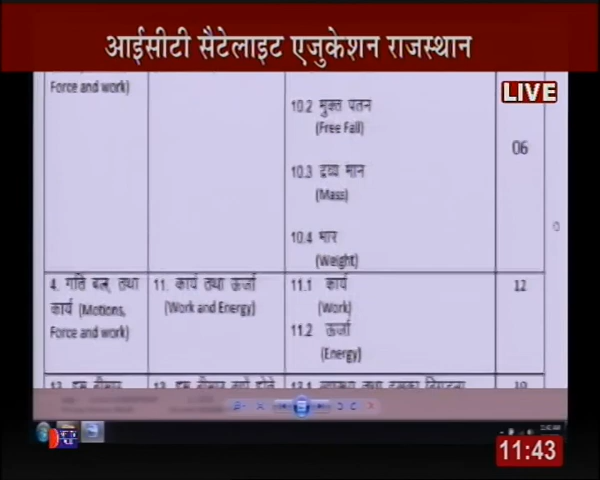 आईसीटी सैटेलाइट एजुकेशन राजस्थान
LIVE
Force and work)
10.2 मुक्त पतन
(Free Fall)
06
10.3 द्रव्य मान
(Mass)
10.4 भार
(Weight)
4. गति बल् तथा
कार्य (Motions,
Force and work)
11. कार्य तथा ऊर्जा
(Work and Energy)
11.1 कार्य
(Work)
11.2 ऊर्जा
(Energy)
12
11:43